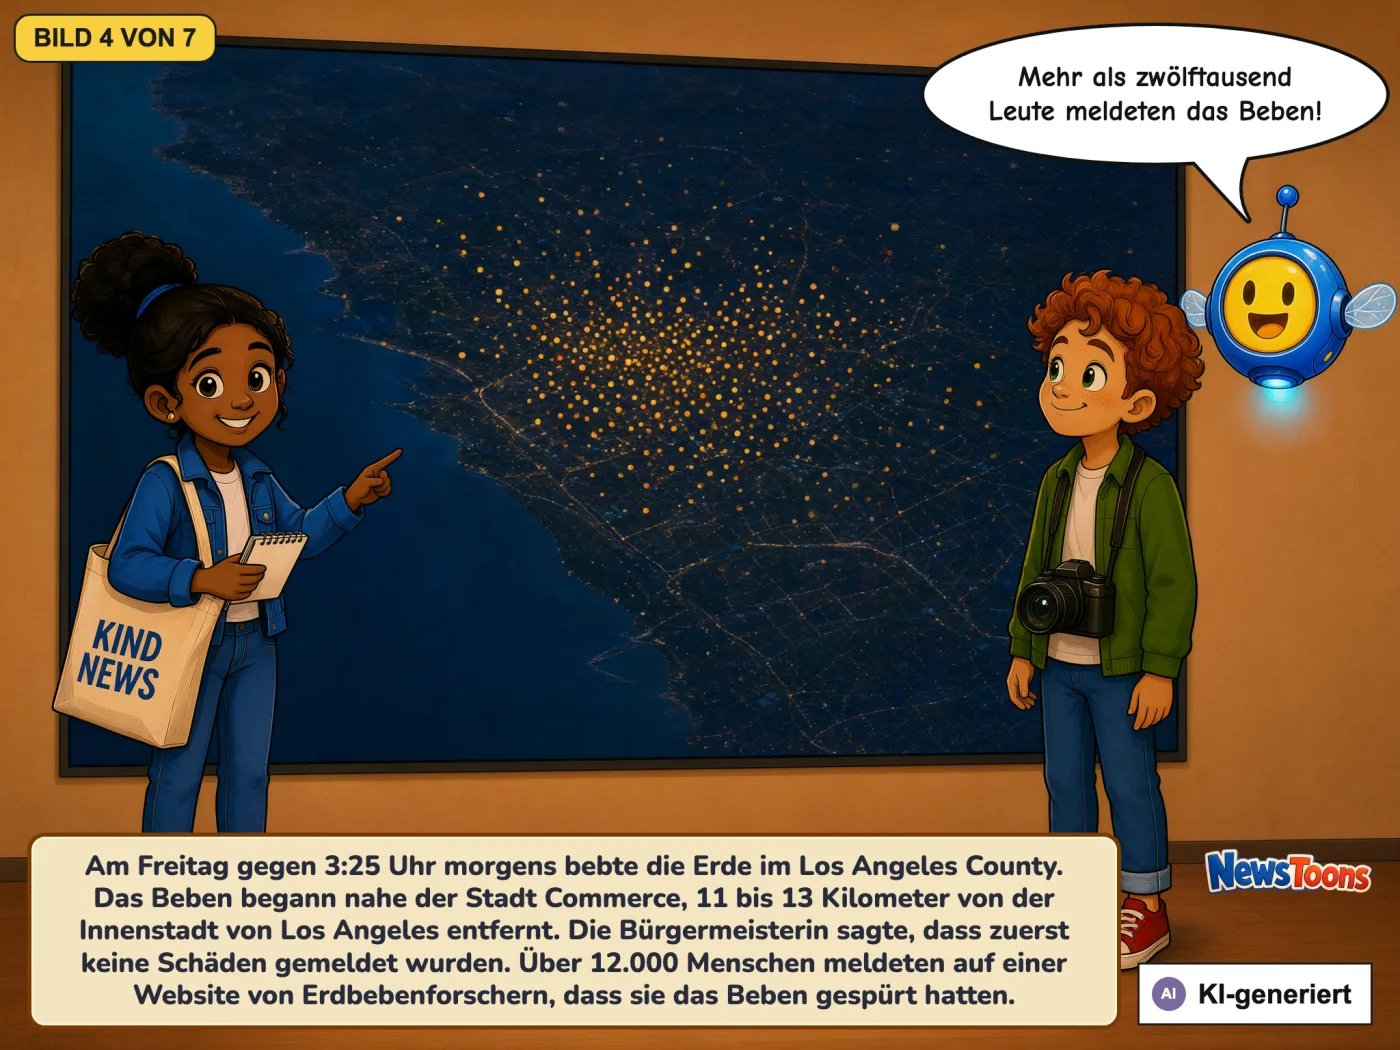 BILD 4 VON 7
Mehr als zwölftausend
Leute meldeten das Beben!
KIND
NEWS
Am Freitag gegen 3:25 Uhr morgens bebte die Erde im Los Angeles County.
Das Beben begann nahe der Stadt Commerce, 11 bis 13 Kilometer von der
Innenstadt von Los Angeles entfernt. Die Bürgermeisterin sagte, dass zuerst
keine Schäden gemeldet wurden. Über 12.000 Menschen meldeten auf einer
Website von Erdbebenforschern, dass sie das Beben gespürt hatten.
NewsToons
AI KI-generiert